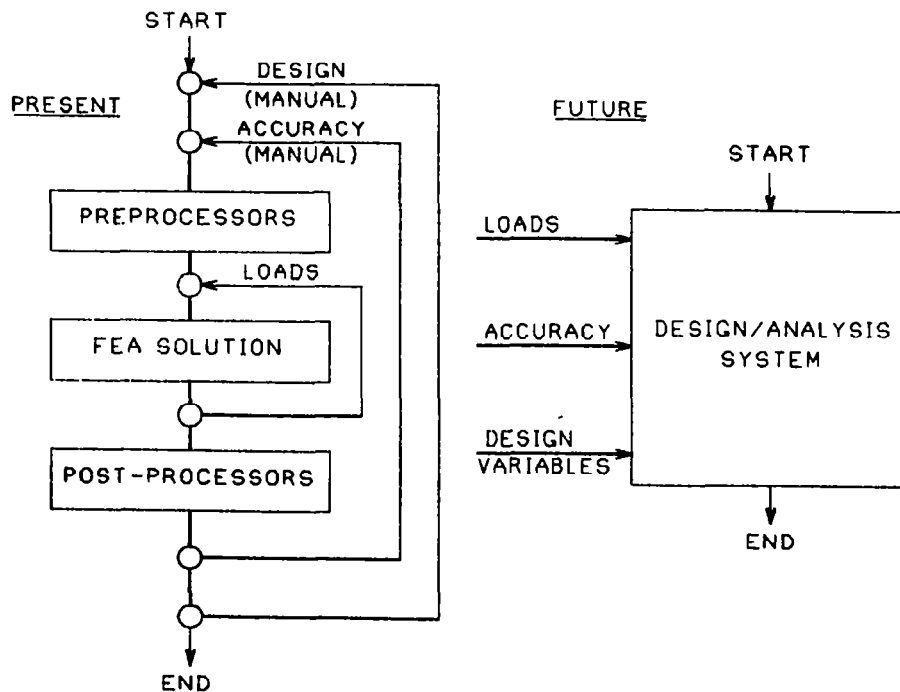 START
DESIGN
(MANUAL)
PRESENT
ACCURACY
(MANUAL)
PREPROCESSORS
LOADS
FEA SOLUTION
POST-PROCESSORS
END
FUTURE
START
LOADS
ACCURACY
DESIGN
VARIABLES
DESIGN/ANALYSIS
SYSTEM
END